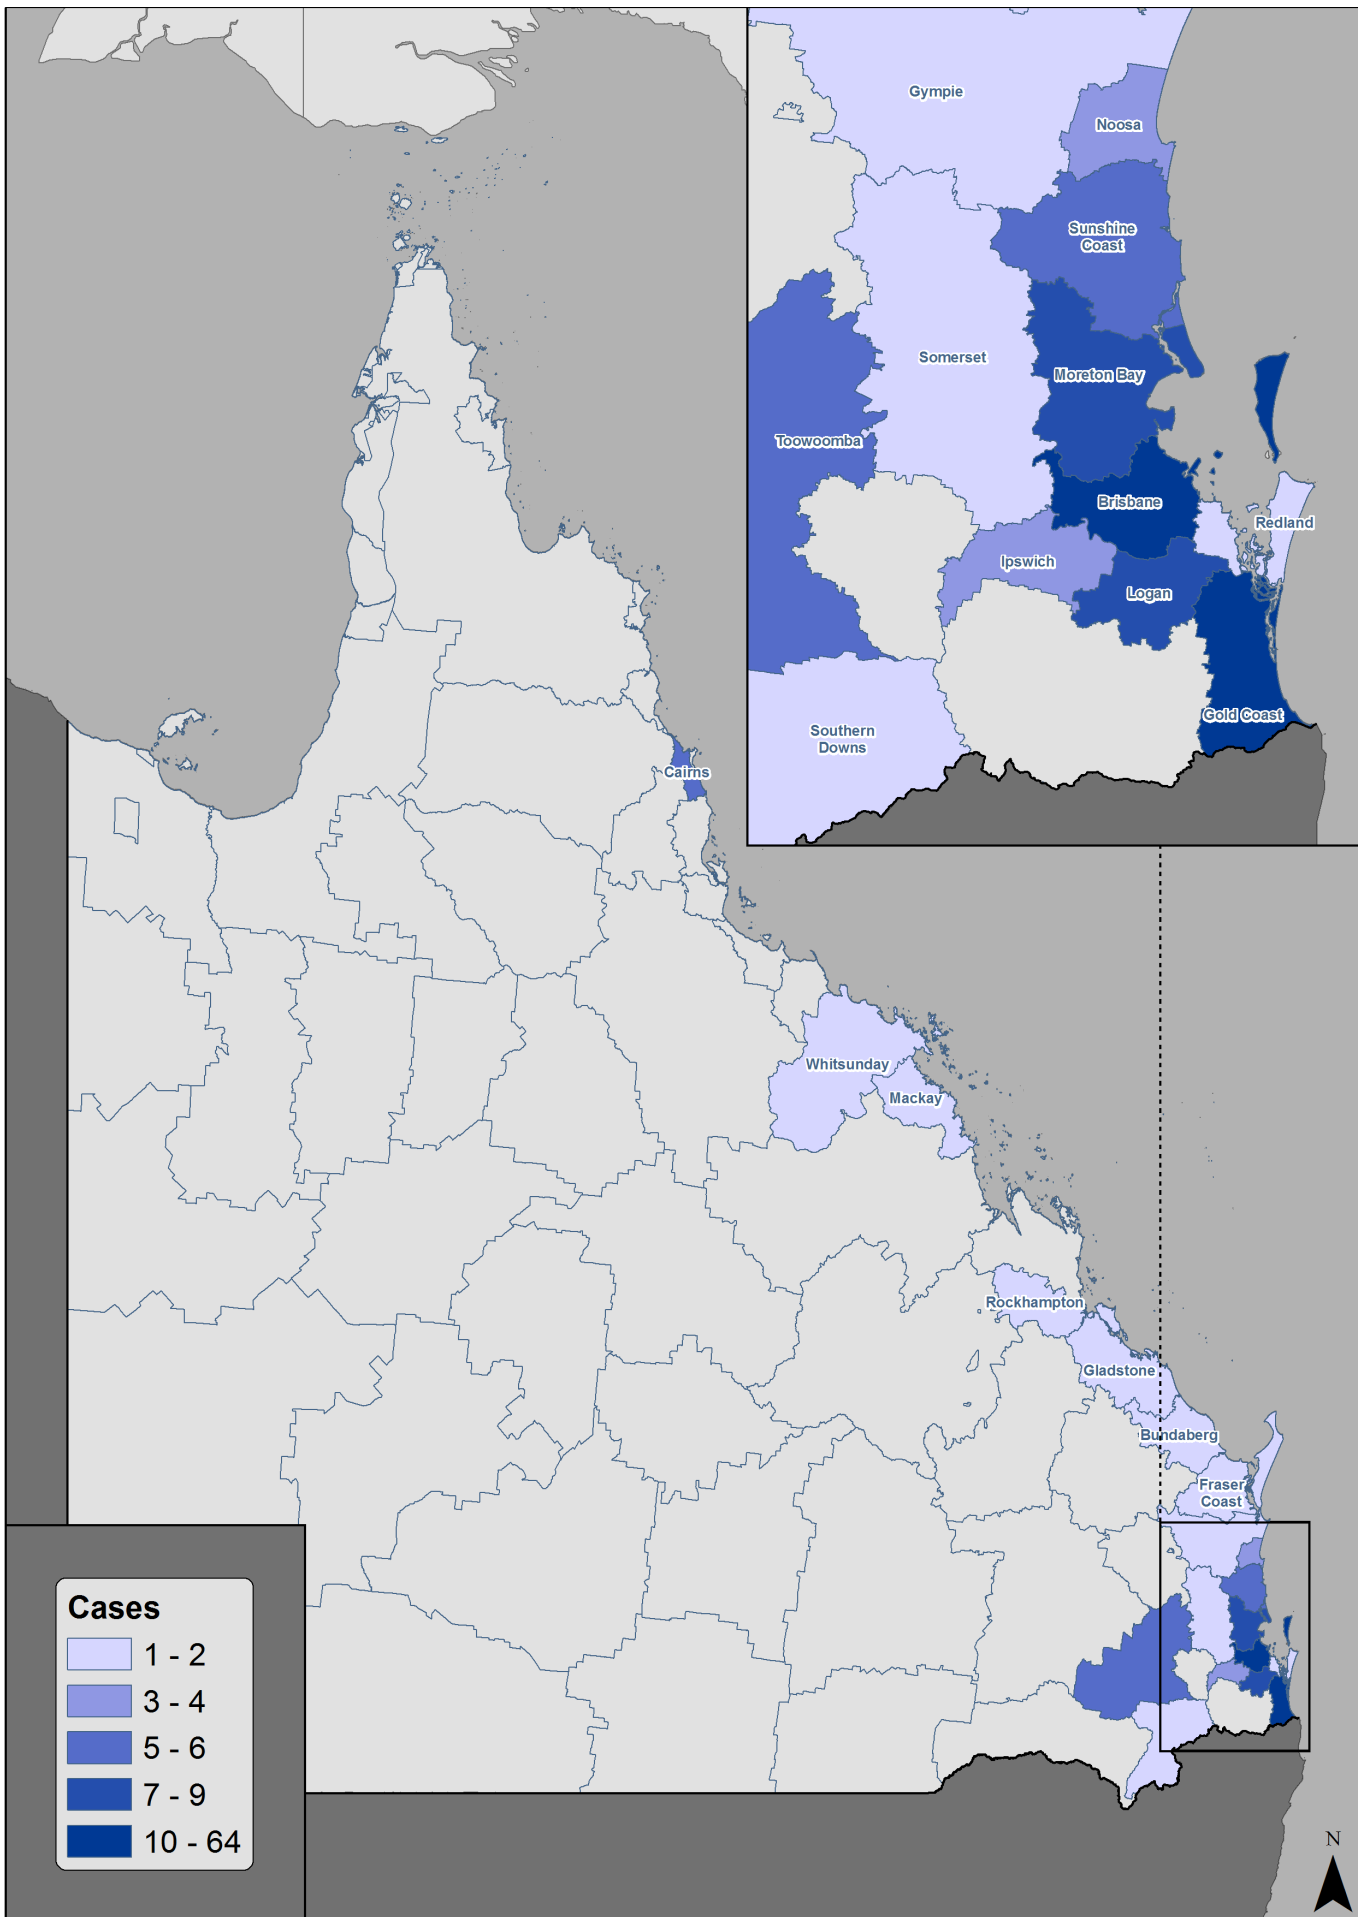 Gympie
Noosa
Sunshine
Coast
Somerset
Moreton Bay
Toowoomba
Brisbane
Redland
Ipswich
Logan
Southern
Downs
Gold Coast
Cairns
Whitsunday
Mackay
Rockhampton
Gladstone
Bundaberg
Fraser
Coast
Cases
1 - 2
3 - 4
5 - 6
7 - 9
10 - 64
N